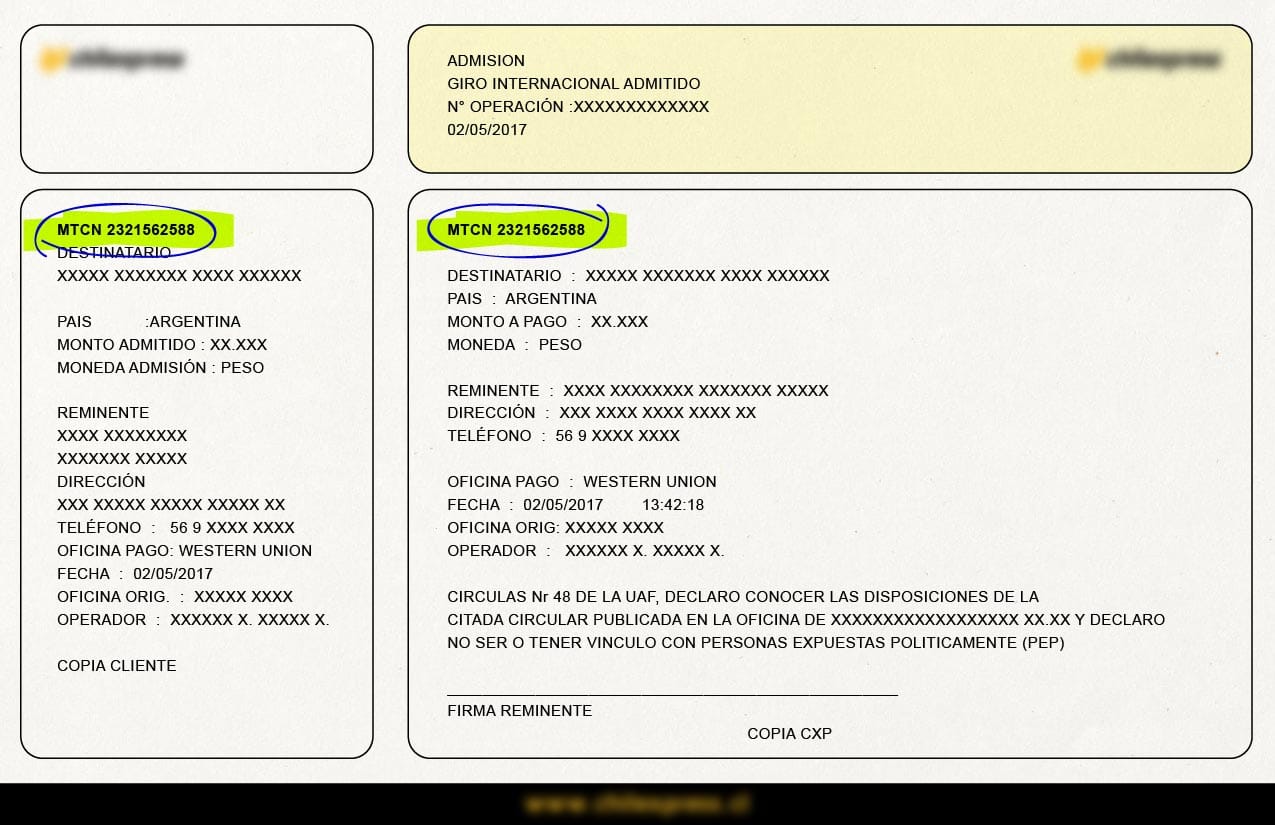 ADMISION
GIRO INTERNACIONAL ADMITIDO
N° OPERACIÓN :XXXXXXXXXXXXX
02/05/2017
MTCN 2321562588
DESTINATARIO
XXXXX XXXXXXX XXXX XXXXXX
PAIS :ARGENTINA
MONTO ADMITIDO : XX.XXX
MONEDA ADMISIÓN : PESO
REMINENTE
XXXX XXXXXXXX
XXXXXXX XXXXX
DIRECCIÓN
XXX XXXXX XXXXX XXXXX XX
TELÉFONO : 56 9 XXXX XXXX
OFICINA PAGO: WESTERN UNION
FECHA : 02/05/2017
OFICINA ORIG. : XXXXX XXXX
OPERADOR : XXXXXX X. XXXXX X.
COPIA CLIENTE
MTCN 2321562588
DESTINATARIO : XXXXX XXXXXXX XXXX XXXXXX
PAIS : ARGENTINA
MONTO A PAGO : XX.XXX
MONEDA : PESO
REMINENTE : XXXX XXXXXXXX XXXXXXX XXXXX
DIRECCIÓN : XXX XXXX XXXX XXXX XX
TELÉFONO : 56 9 XXXX XXXX
OFICINA PAGO : WESTERN UNION
FECHA : 02/05/2017 13:42:18
OFICINA ORIG: XXXXX XXXX
OPERADOR : XXXXXX X. XXXXX X.
CIRCULAS Nr 48 DE LA UAF, DECLARO CONOCER LAS DISPOSICIONES DE LA
CITADA CIRCULAR PUBLICADA EN LA OFICINA DE XXXXXXXXXXXXXXXXXX XX.XX Y DECLARO
NO SER O TENER VINCULO CON PERSONAS EXPUESTAS POLITICAMENTE (PEP)
FIRMA REMINENTE
COPIA CXP